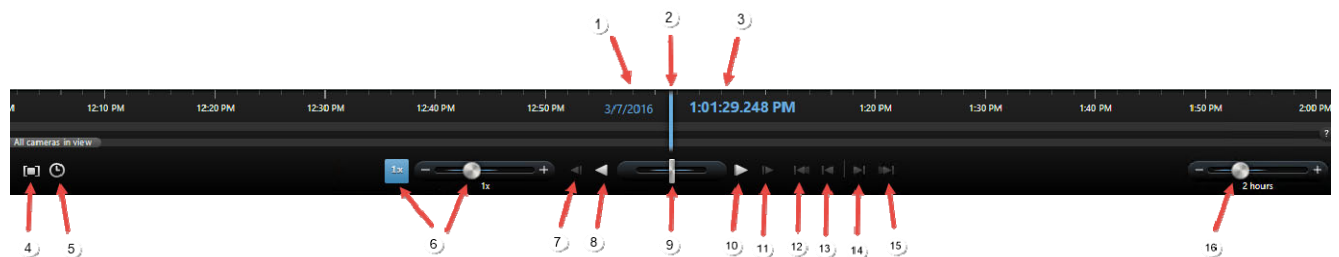 1 2 3
M 12:10 PM 12:20 PM 12:30 PM 12:40 PM 12:50 PM 3/7/2016 1:01:29.248 PM 1:20 PM 1:30 PM 1:40 PM 1:50 PM 2:00 PM
?
All cameras in view
1x − + − +
1x 2 hours
4 5 6 7 8 9 10 11 12 13 14 15 16